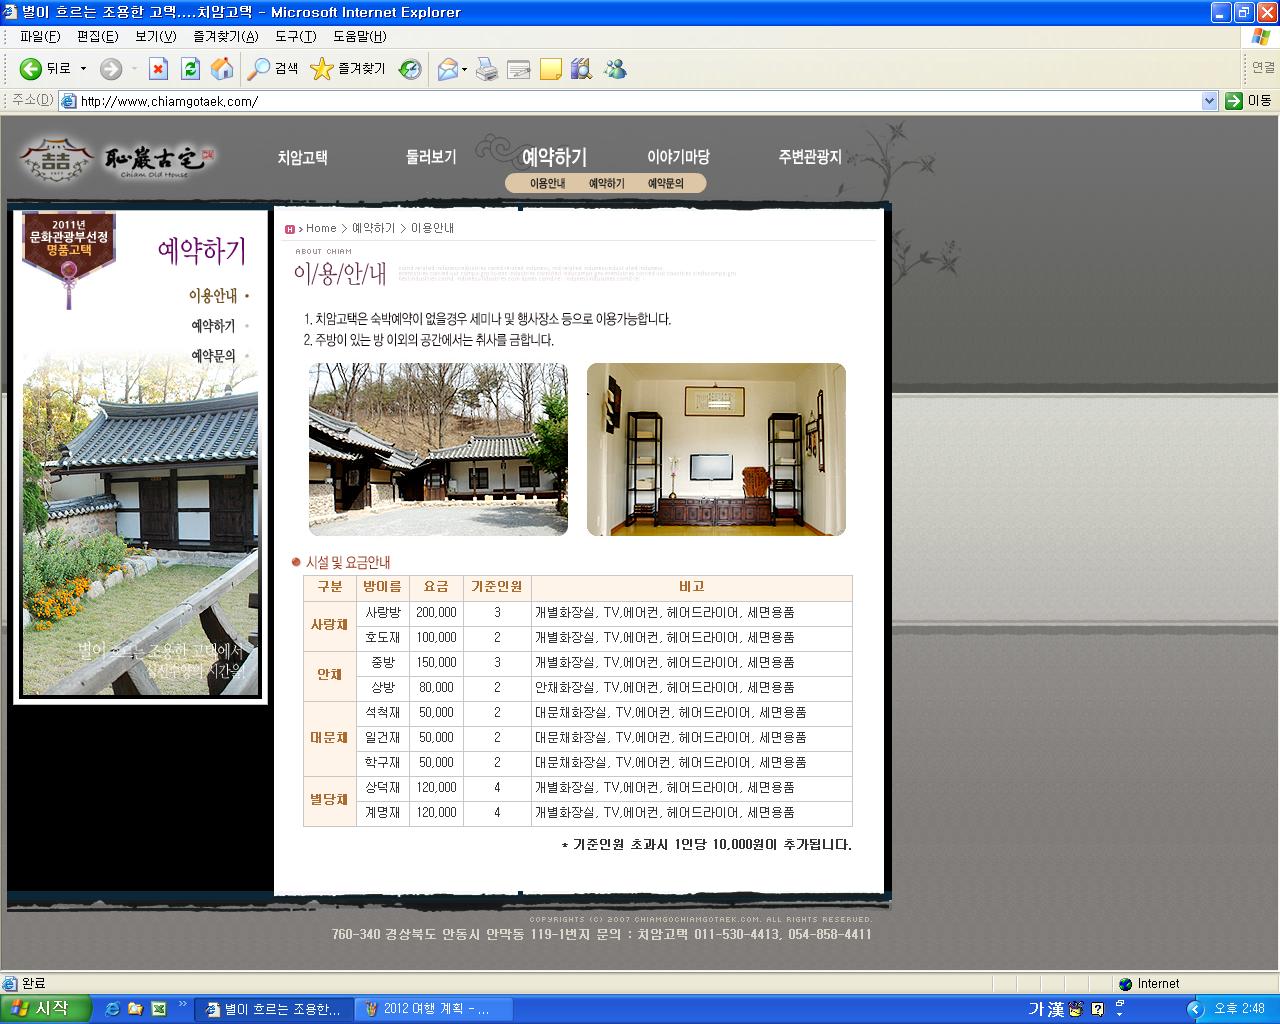 별이 흐르는 조용한 고택....치암고택 - Microsoft Internet Explorer
파일(F) 편집(E) 보기(V) 즐겨찾기(A) 도구(T) 도움말(H)
뒤로 검색 즐겨찾기 연결
주소(D) http://www.chiamgotaek.com/ 이동
恥巖古宅
Chiam Old House
치암고택 둘러보기 예약하기 이야기마당 주변관광지
이용안내 예약하기 예약문의
2011년
문화관광부선정
명품고택
예약하기
이용안내
예약하기
예약문의
별이 흐르는 조용한 고택에서
심신수양의 시간을!
Home > 예약하기 > 이용안내
ABOUT CHIAM
이/용/안/내
1. 치암고택은 숙박예약이 없을경우 세미나 및 행사장소 등으로 이용가능합니다.
2. 주방이 있는 방 이외의 공간에서는 취사를 금합니다.
시설 및 요금안내
구분 방이름 요금 기준인원 비고
사랑채 사랑방 200,000 3 개별화장실, TV,에어컨, 헤어드라이어, 세면용품
호도재 100,000 2 개별화장실, TV,에어컨, 헤어드라이어, 세면용품
안채 중방 150,000 3 개별화장실, TV,에어컨, 헤어드라이어, 세면용품
상방 80,000 2 안채화장실, TV,에어컨, 헤어드라이어, 세면용품
대문채 석척재 50,000 2 대문채화장실, TV,에어컨, 헤어드라이어, 세면용품
일건재 50,000 2 대문채화장실, TV,에어컨, 헤어드라이어, 세면용품
학구재 50,000 2 대문채화장실, TV,에어컨, 헤어드라이어, 세면용품
별당채 상덕재 120,000 4 개별화장실, TV,에어컨, 헤어드라이어, 세면용품
계명재 120,000 4 개별화장실, TV,에어컨, 헤어드라이어, 세면용품
* 기준인원 초과시 1인당 10,000원이 추가됩니다.
COPYRIGHTS (C) 2007 CHIAMGOCHIAMGOTAEK.COM. ALL RIGHTS RESERVED.
760-340 경상북도 안동시 안막동 119-1번지 문의 : 치암고택 011-530-4413, 054-858-4411
완료 Internet
시작 별이 흐르는 조용한... 2012 여행 계획 - ... 가 漢 오후 2:48